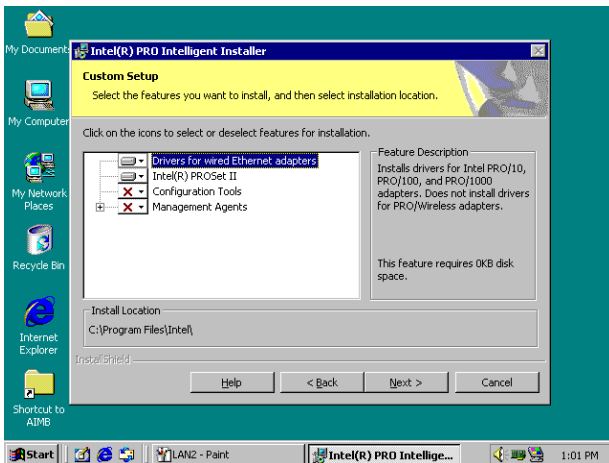 My Documents
My Computer
My Network
Places
Recycle Bin
Internet
Explorer
Shortcut to
AIMB
Intel(R) PRO Intelligent Installer
Custom Setup
Select the features you want to install, and then select installation location.
Click on the icons to select or deselect features for installation.
Drivers for wired Ethernet adapters
Intel(R) PROSet II
Configuration Tools
Management Agents
Feature Description
Installs drivers for Intel PRO/10,
PRO/100, and PRO/1000
adapters. Does not install drivers
for PRO/Wireless adapters.
This feature requires 0KB disk
space.
Install Location
C:\Program Files\Intel\
InstallShield
Help
< Back
Next >
Cancel
Start
LAN2 - Paint
Intel(R) PRO Intellige...
1:01 PM